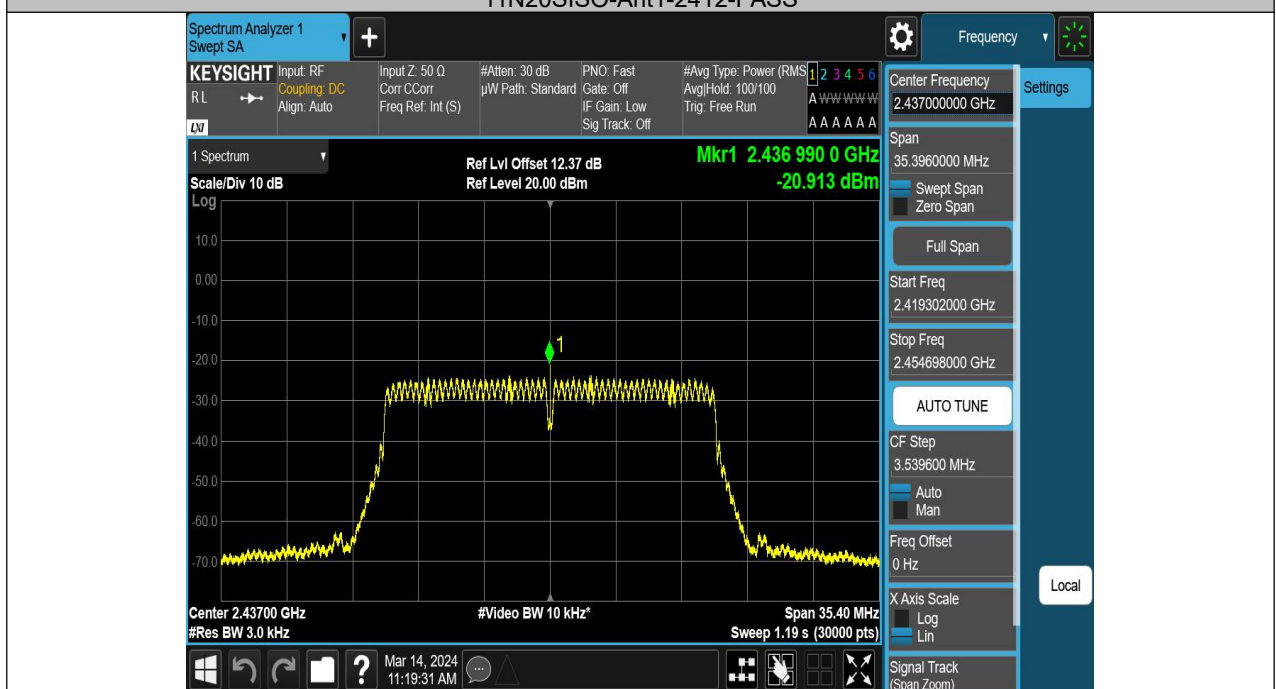 11N20SISO-Ant1-2412-PASS
Spectrum Analyzer 1
Swept SA
+
Frequency
KEYSIGHT
RL
LXI
Input: RF
Coupling: DC
Align: Auto
Input Z: 50 Ω
Corr CCorr
Freq Ref: Int (S)
#Atten: 30 dB
µW Path: Standard
PNO: Fast
Gate: Off
IF Gain: Low
Sig Track: Off
#Avg Type: Power (RMS
Avg|Hold: 100/100
Trig: Free Run
1 2 3 4 5 6
A W W W W W
A A A A A A
1 Spectrum
Scale/Div 10 dB
Log
Ref Lvl Offset 12.37 dB
Ref Level 20.00 dBm
Mkr1 2.436 990 0 GHz
-20.913 dBm
10.0
0.00
-10.0
-20.0
-30.0
-40.0
-50.0
-60.0
-70.0
1
Center 2.43700 GHz
#Res BW 3.0 kHz
#Video BW 10 kHz*
Span 35.40 MHz
Sweep 1.19 s (30000 pts)
?
Mar 14, 2024
11:19:31 AM
Center Frequency
2.437000000 GHz
Span
35.3960000 MHz
Swept Span
Zero Span
Full Span
Start Freq
2.419302000 GHz
Stop Freq
2.454698000 GHz
AUTO TUNE
CF Step
3.539600 MHz
Auto
Man
Freq Offset
0 Hz
X Axis Scale
Log
Lin
Signal Track
(Span Zoom)
Settings
Local